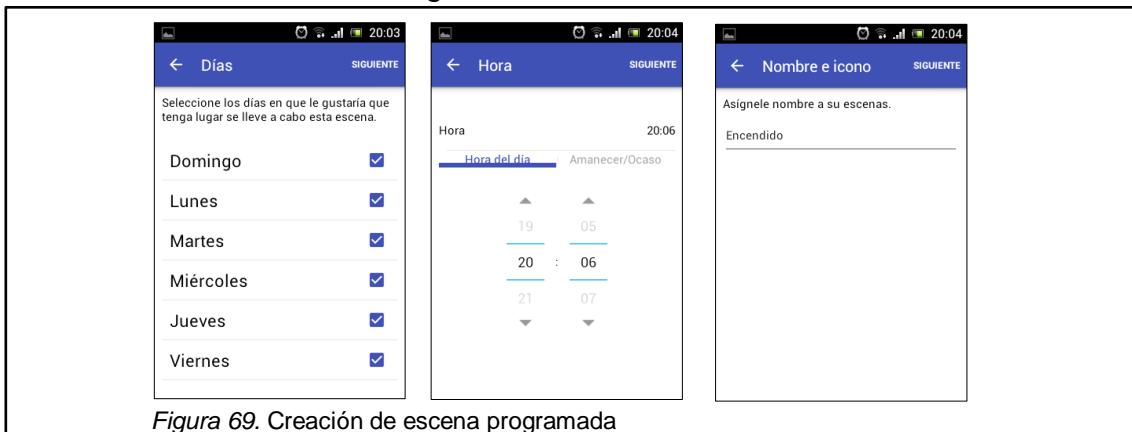 20:03
Días
SIGUIENTE
Seleccione los días en que le gustaría que
tenga lugar se lleve a cabo esta escena.
Domingo
Lunes
Martes
Miércoles
Jueves
Viernes
20:04
Hora
SIGUIENTE
Hora 20:06
Hora del día Amanecer/Ocaso
19 05
20 : 06
21 07
20:04
Nombre e icono
SIGUIENTE
Asígnele nombre a su escenas.
Encendido
Figura 69. Creación de escena programada